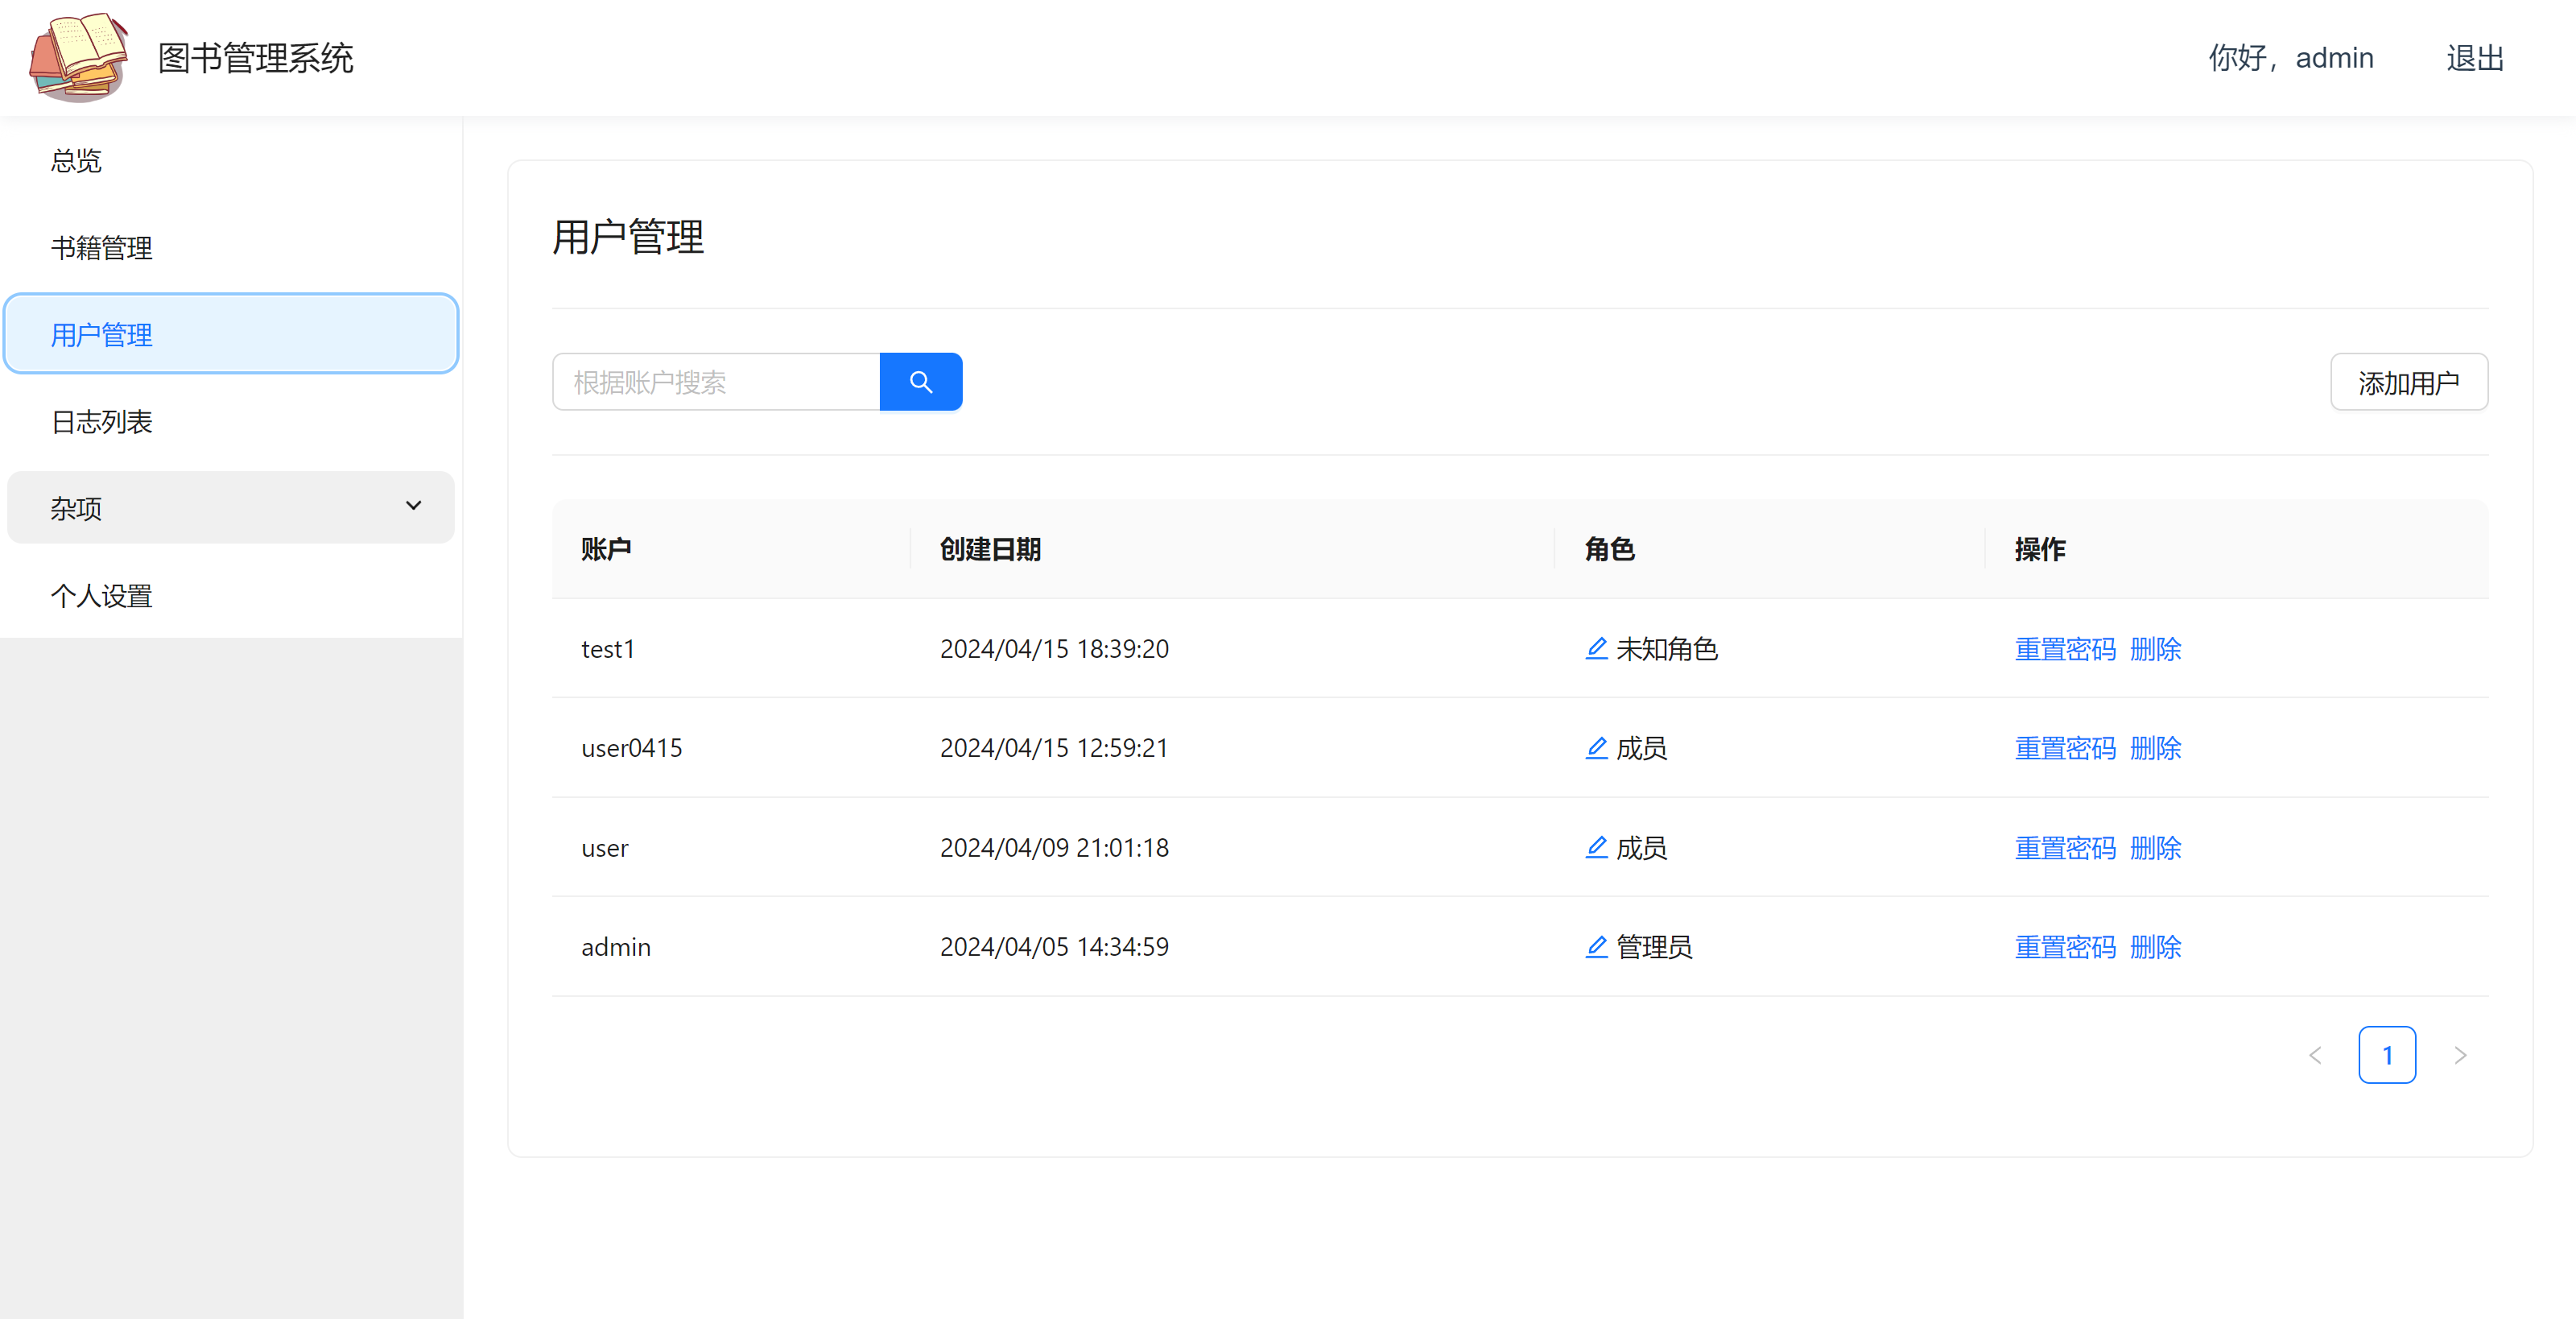 图书管理系统
你好，admin 退出
总览
书籍管理
用户管理
日志列表
杂项
个人设置
用户管理
根据账户搜索
添加用户
账户 创建日期 角色 操作
test1 2024/04/15 18:39:20 未知角色 重置密码 删除
user0415 2024/04/15 12:59:21 成员 重置密码 删除
user 2024/04/09 21:01:18 成员 重置密码 删除
admin 2024/04/05 14:34:59 管理员 重置密码 删除
1